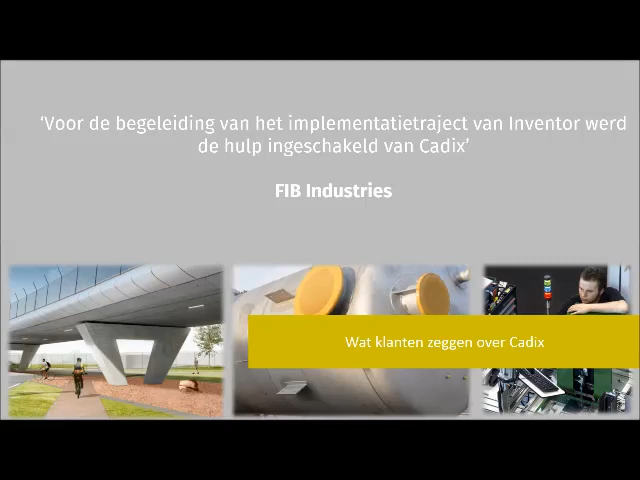 ‘Voor de begeleiding van het implementatietraject van Inventor werd
de hulp ingeschakeld van Cadix’
FIB Industries
Wat klanten zeggen over Cadix